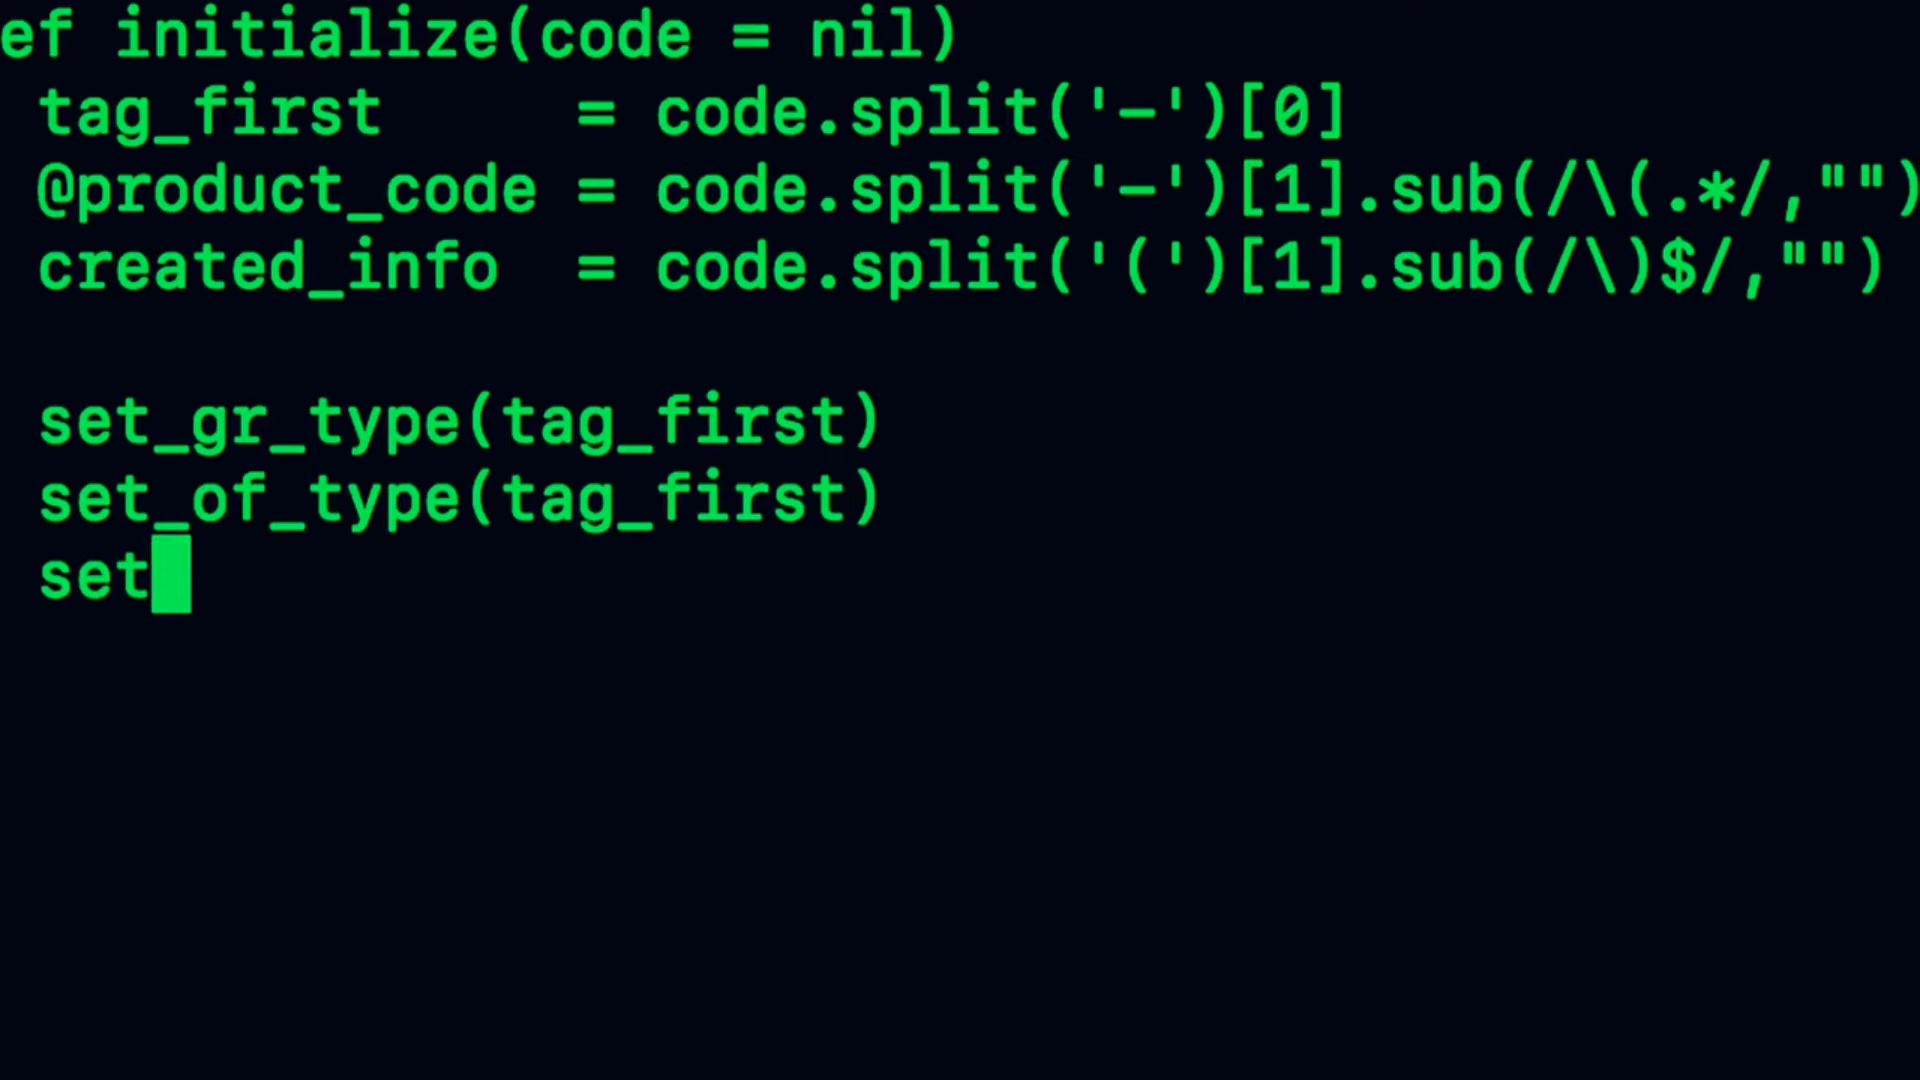 ef initialize(code = nil)
tag_first = code.split('-')[0]
@product_code = code.split('-')[1].sub(/\(.*/,"")
created_info = code.split('(')[1].sub(/\)$/,"")
set_gr_type(tag_first)
set_of_type(tag_first)
set